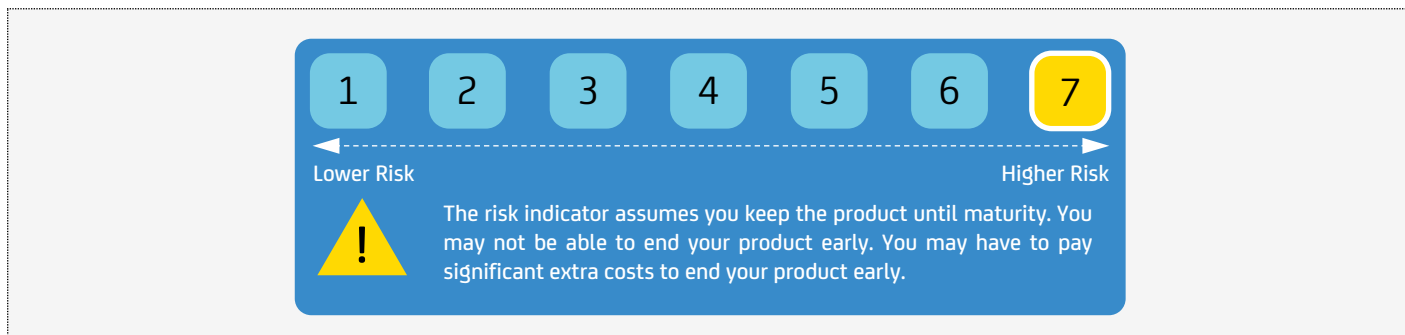 1 2 3 4 5 6 7
Lower Risk Higher Risk
!
The risk indicator assumes you keep the product until maturity. You
may not be able to end your product early. You may have to pay
significant extra costs to end your product early.